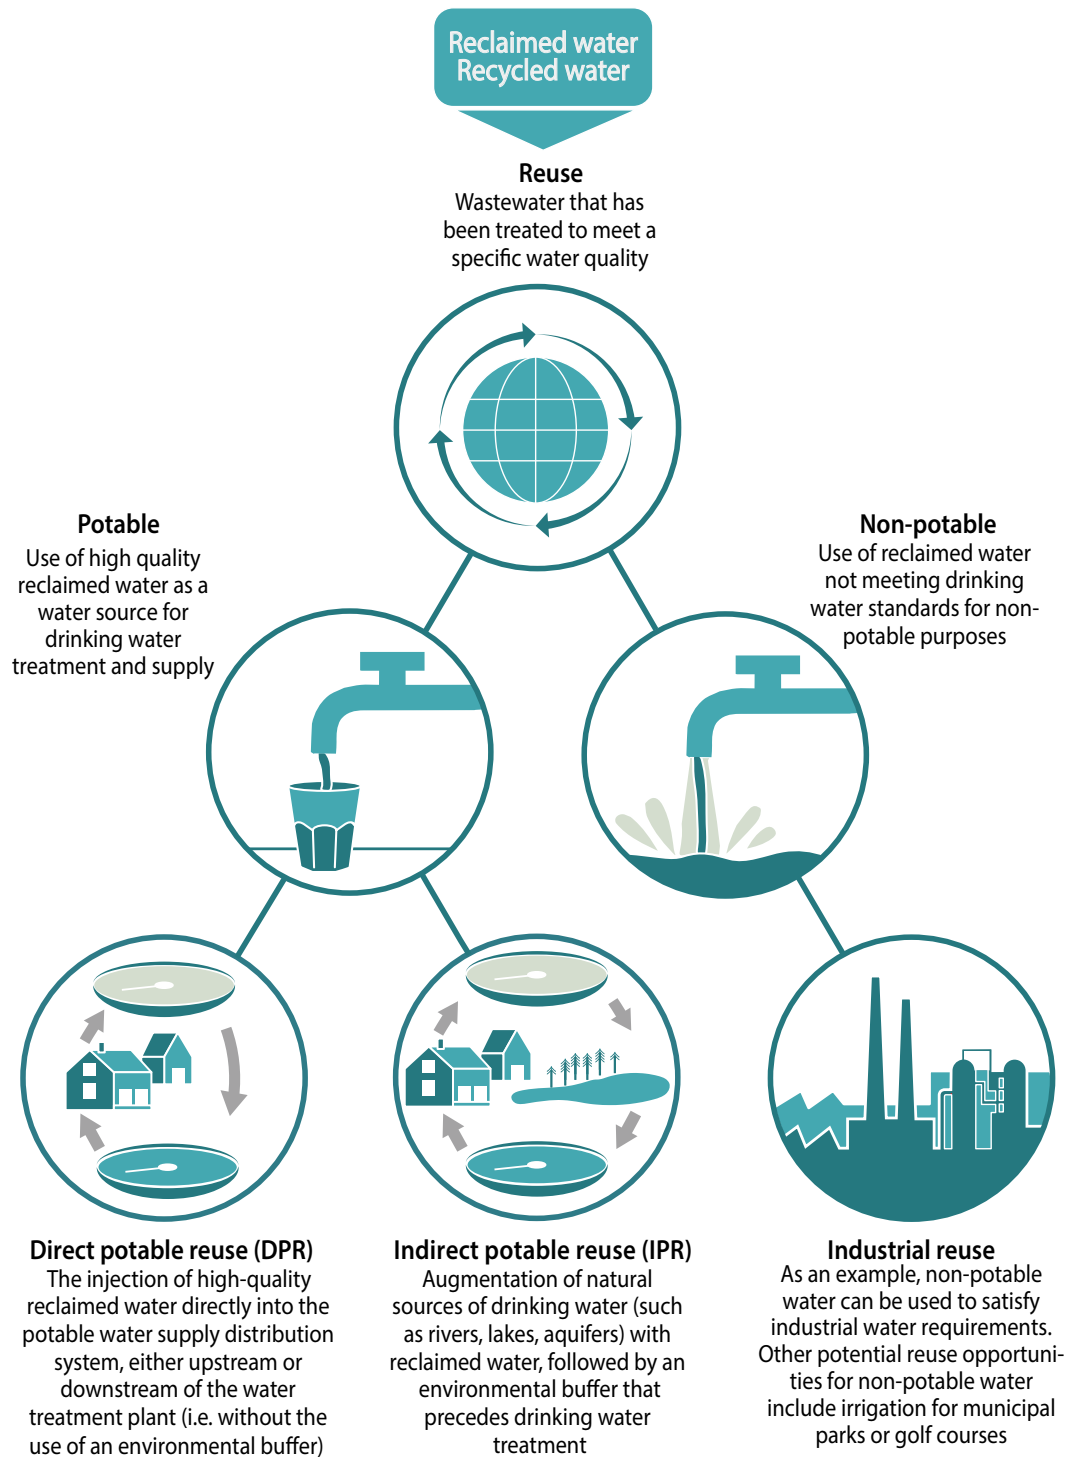 Reclaimed water
Recycled water
Reuse
Wastewater that has
been treated to meet a
specific water quality
Potable
Use of high quality
reclaimed water as a
water source for
drinking water
treatment and supply
Non-potable
Use of reclaimed water
not meeting drinking
water standards for non-
potable purposes
Direct potable reuse (DPR)
The injection of high-quality
reclaimed water directly into the
potable water supply distribution
system, either upstream or
downstream of the water
treatment plant (i.e. without the
use of an environmental buffer)
Indirect potable reuse (IPR)
Augmentation of natural
sources of drinking water (such
as rivers, lakes, aquifers) with
reclaimed water, followed by an
environmental buffer that
precedes drinking water
treatment
Industrial reuse
As an example, non-potable
water can be used to satisfy
industrial water requirements.
Other potential reuse opportuni-
ties for non-potable water
include irrigation for municipal
parks or golf courses